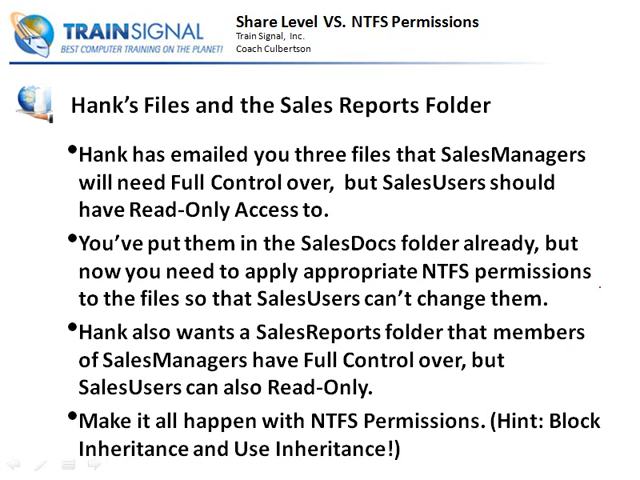 TRAINSIGNAL
BEST COMPUTER TRAINING ON THE PLANET!
Share Level VS. NTFS Permissions
Train Signal, Inc.
Coach Culbertson
Hank’s Files and the Sales Reports Folder
•Hank has emailed you three files that SalesManagers
will need Full Control over, but SalesUsers should
have Read-Only Access to.
•You’ve put them in the SalesDocs folder already, but
now you need to apply appropriate NTFS permissions
to the files so that SalesUsers can’t change them.
•Hank also wants a SalesReports folder that members
of SalesManagers have Full Control over, but
SalesUsers can also Read-Only.
•Make it all happen with NTFS Permissions. (Hint: Block
Inheritance and Use Inheritance!)